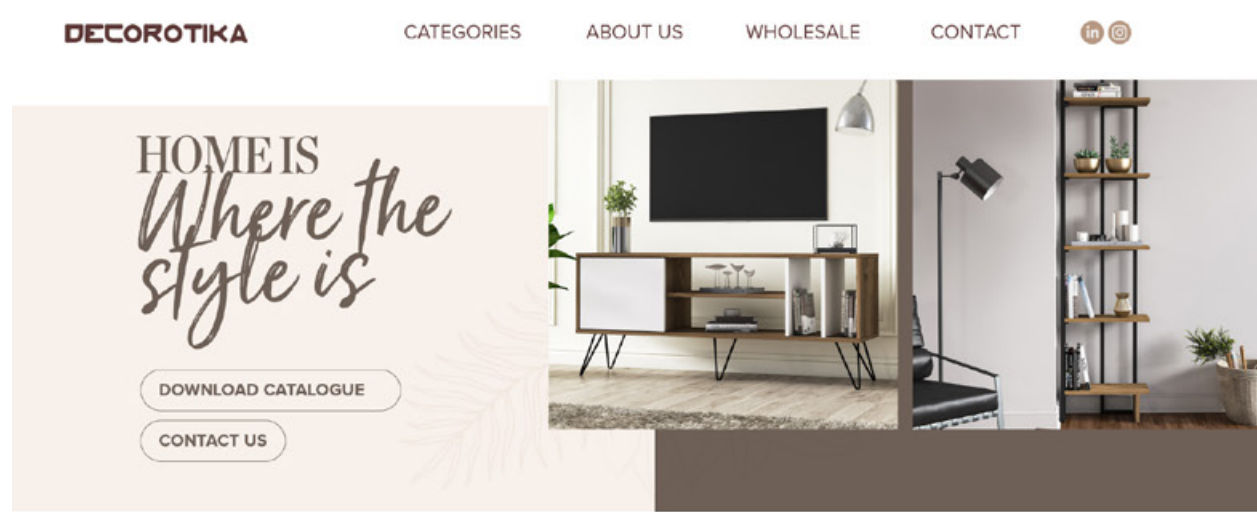 DECOROTIKA
CATEGORIES
ABOUT US
WHOLESALE
CONTACT
in
HOME IS
Where the
style is
DOWNLOAD CATALOGUE
CONTACT US